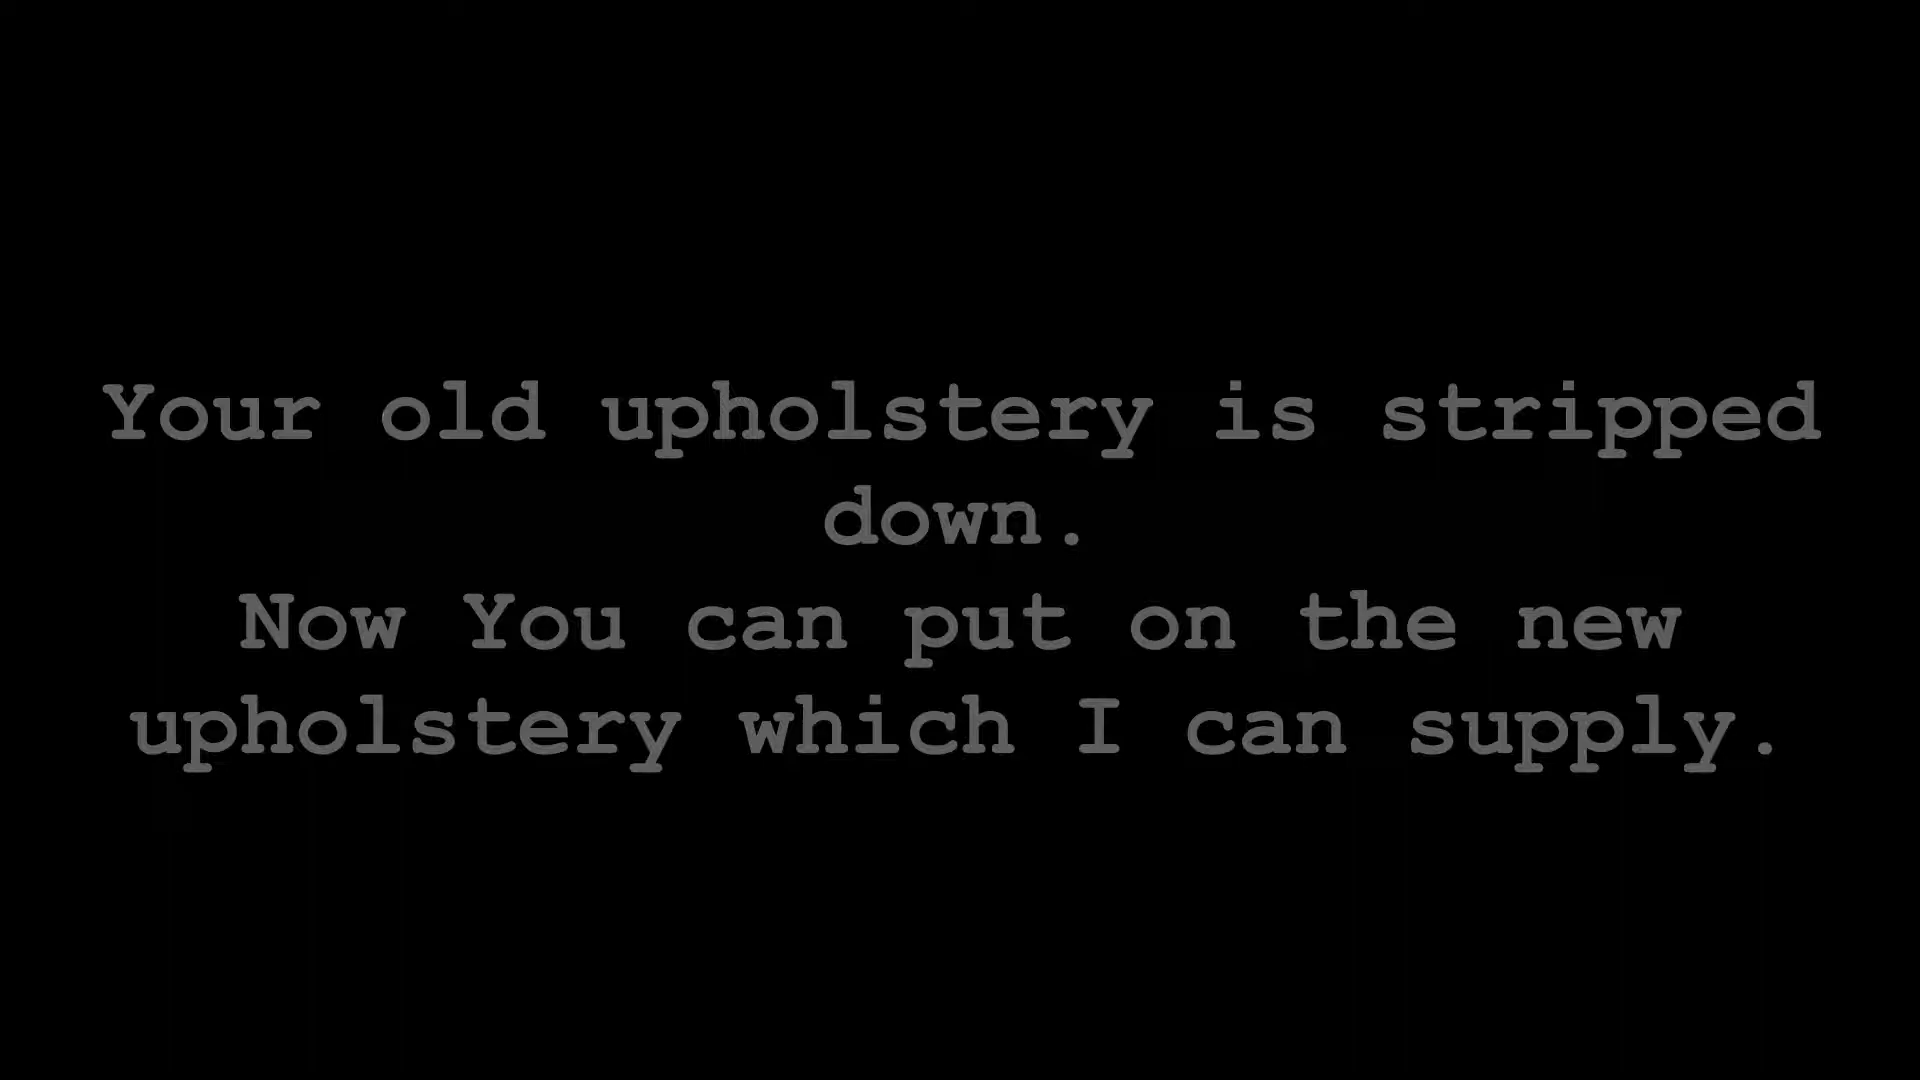 Your old upholstery is stripped
down.
Now You can put on the new
upholstery which I can supply.